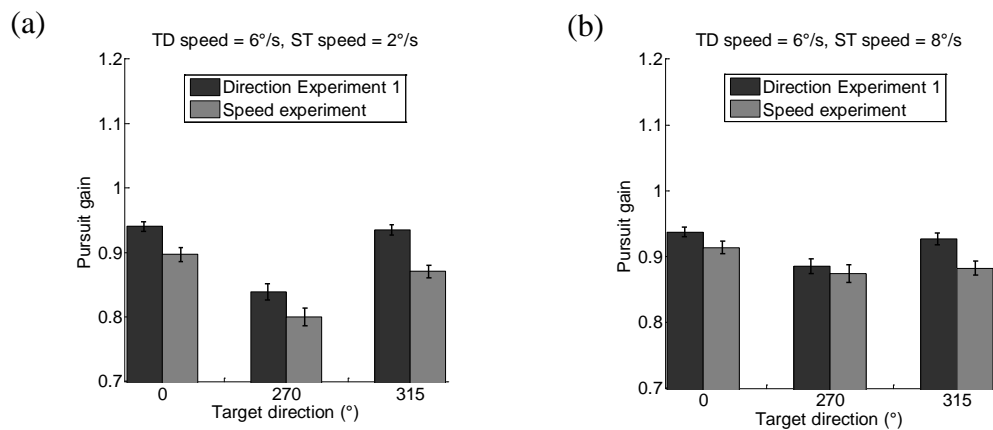 (a)
TD speed = 6°/s, ST speed = 2°/s
1.2
1.1
1
0.9
0.8
0.7
Pursuit gain
Direction Experiment 1
Speed experiment
0 270 315
Target direction (°)
(b)
TD speed = 6°/s, ST speed = 8°/s
1.2
1.1
1
0.9
0.8
0.7
Pursuit gain
Direction Experiment 1
Speed experiment
0 270 315
Target direction (°)